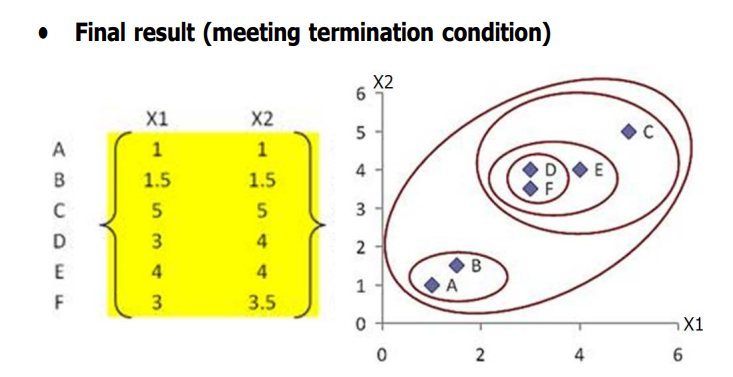 • Final result (meeting termination condition)
X1 X2
A 1 1
B 1.5 1.5
C 5 5
D 3 4
E 4 4
F 3 3.5
X2
6
5
4
3
2
1
0
C
D E
F
B
A
X1
0 2 4 6